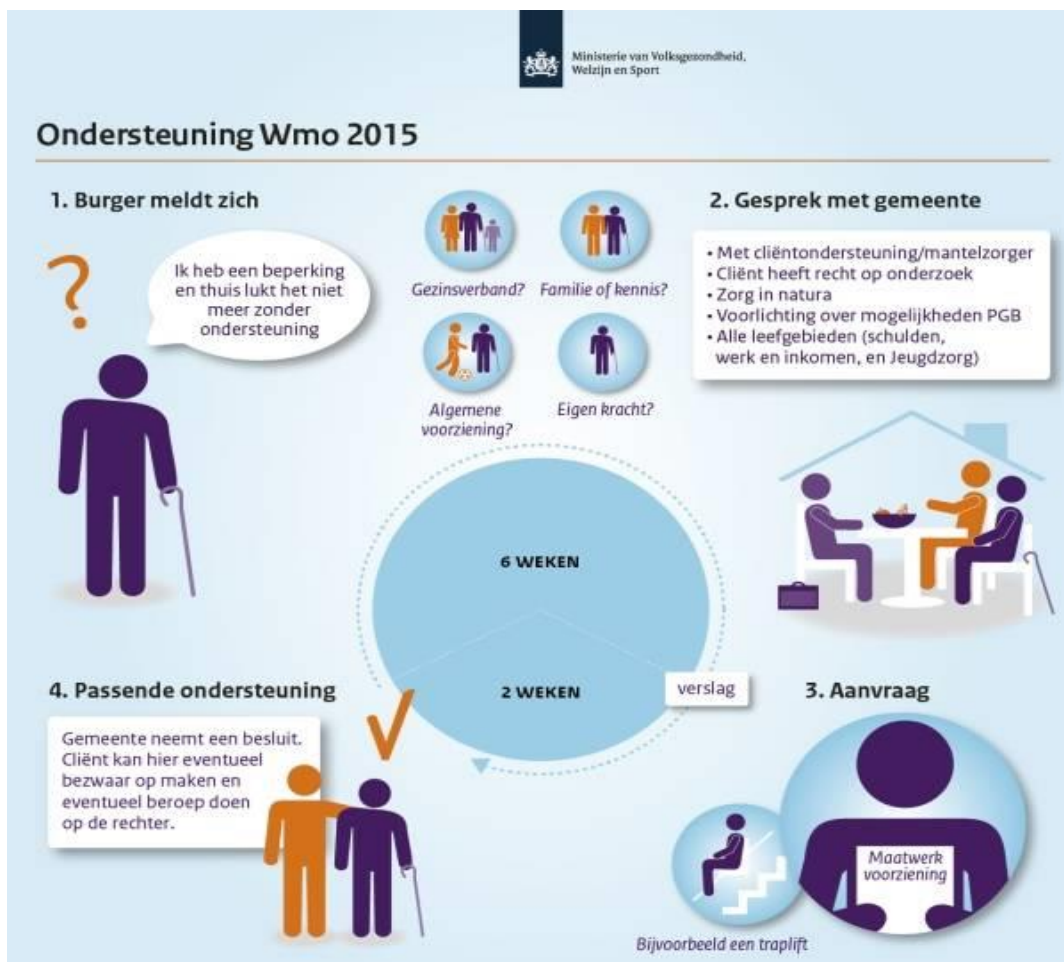 Ministerie van Volksgezondheid,
Welzijn en Sport
Ondersteuning Wmo 2015
1. Burger meldt zich
?
Ik heb een beperking
en thuis lukt het niet
meer zonder
ondersteuning
Gezinsverband?
Familie of kennis?
Algemene
voorziening?
Eigen kracht?
2. Gesprek met gemeente
• Met cliëntondersteuning/mantelzorger
• Cliënt heeft recht op onderzoek
• Zorg in natura
• Voorlichting over mogelijkheden PGB
• Alle leefgebieden (schulden,
werk en inkomen, en Jeugdzorg)
6 WEKEN
2 WEKEN
verslag
3. Aanvraag
Maatwerk
voorziening
Bijvoorbeeld een traplift
4. Passende ondersteuning
Gemeente neemt een besluit.
Cliënt kan hier eventueel
bezwaar op maken en
eventueel beroep doen
op de rechter.